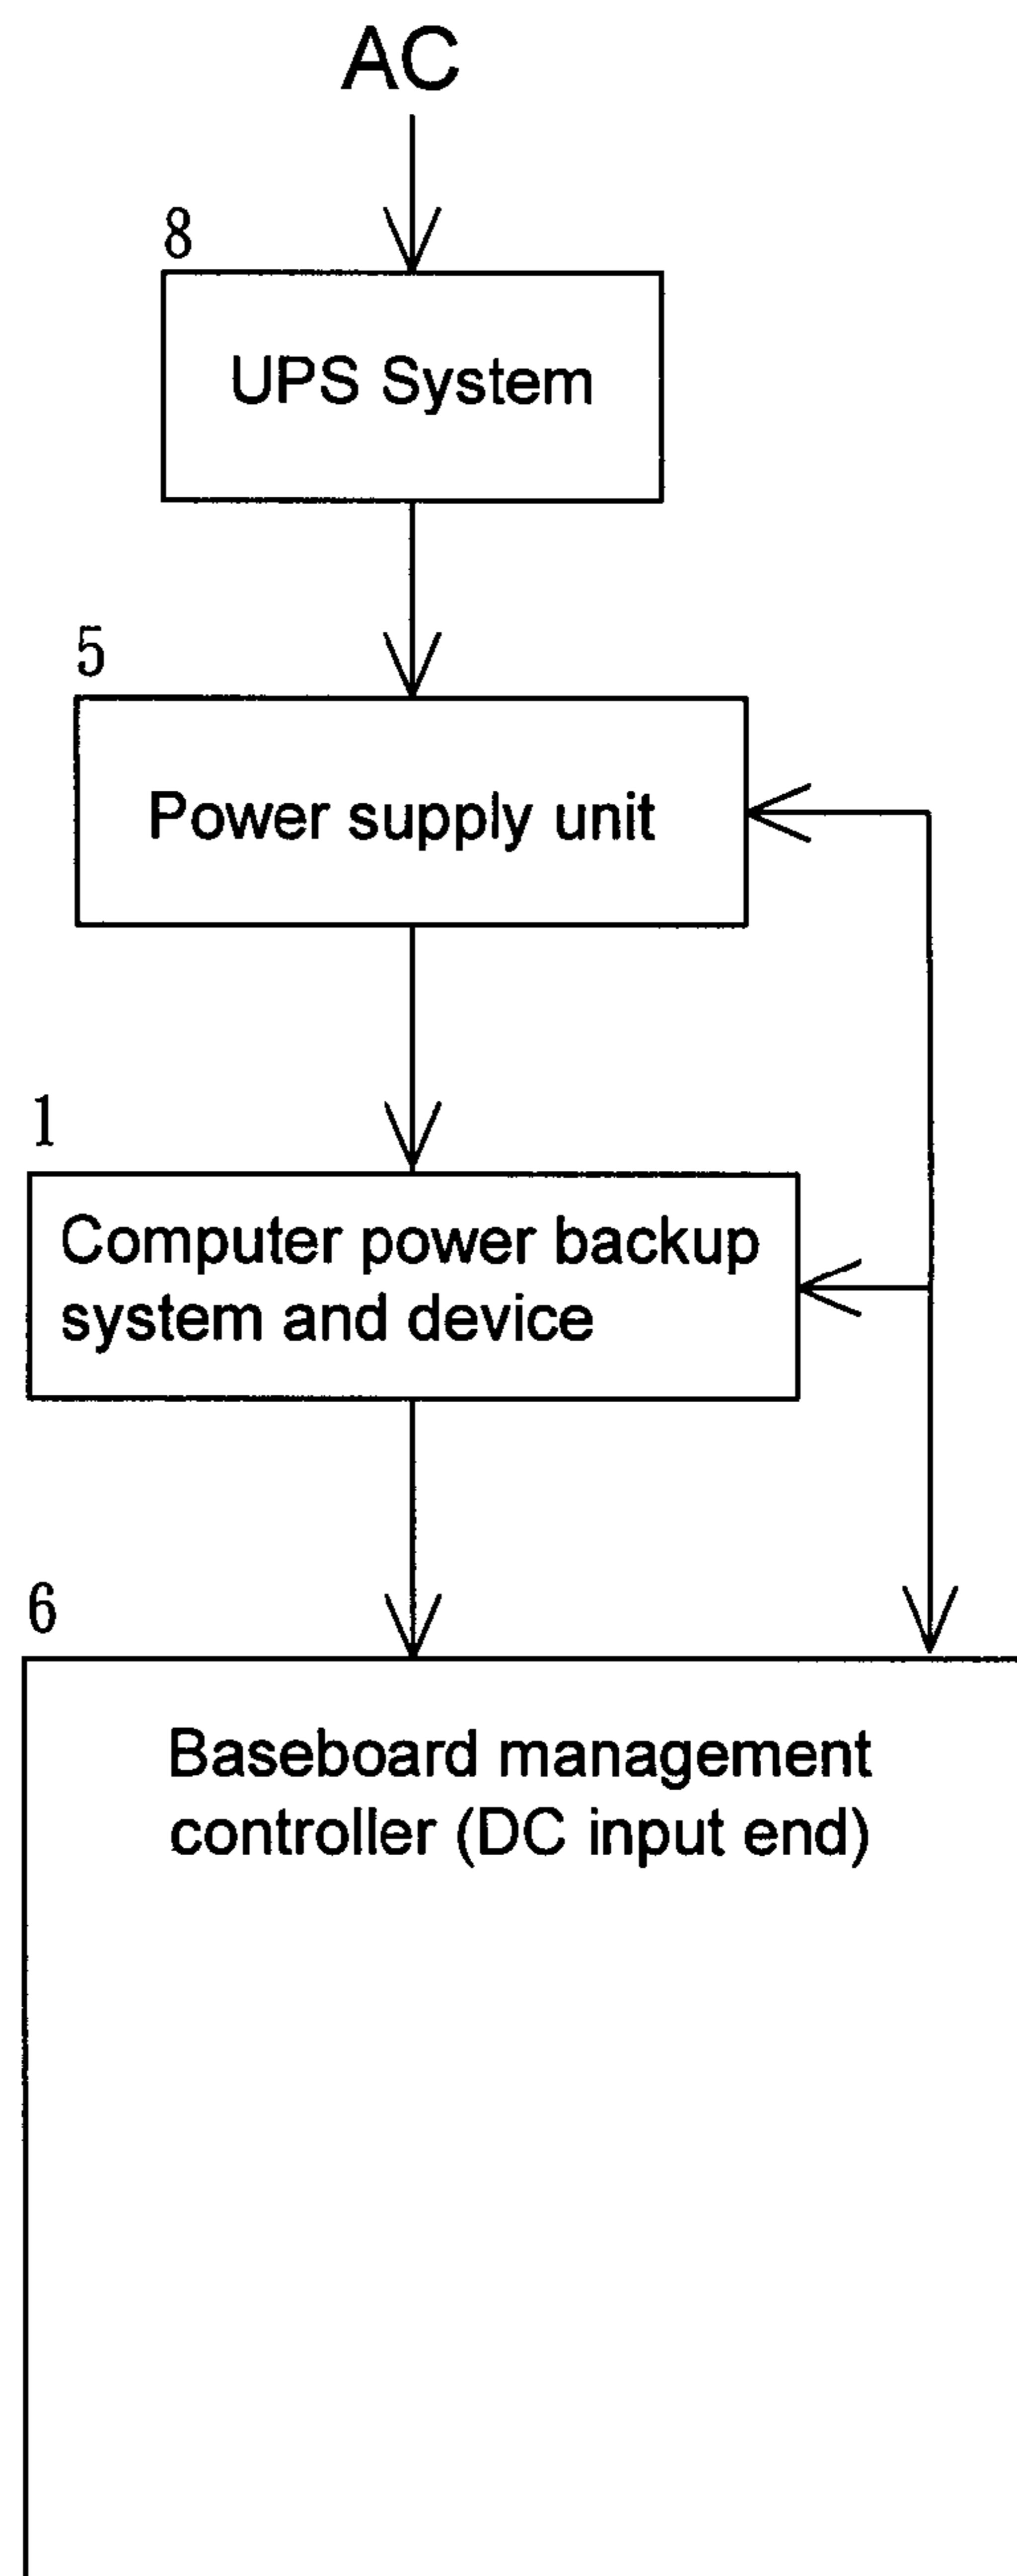 AC
8
UPS System
5
Power supply unit
1
Computer power backup
system and device
6
Baseboard management
controller (DC input end)